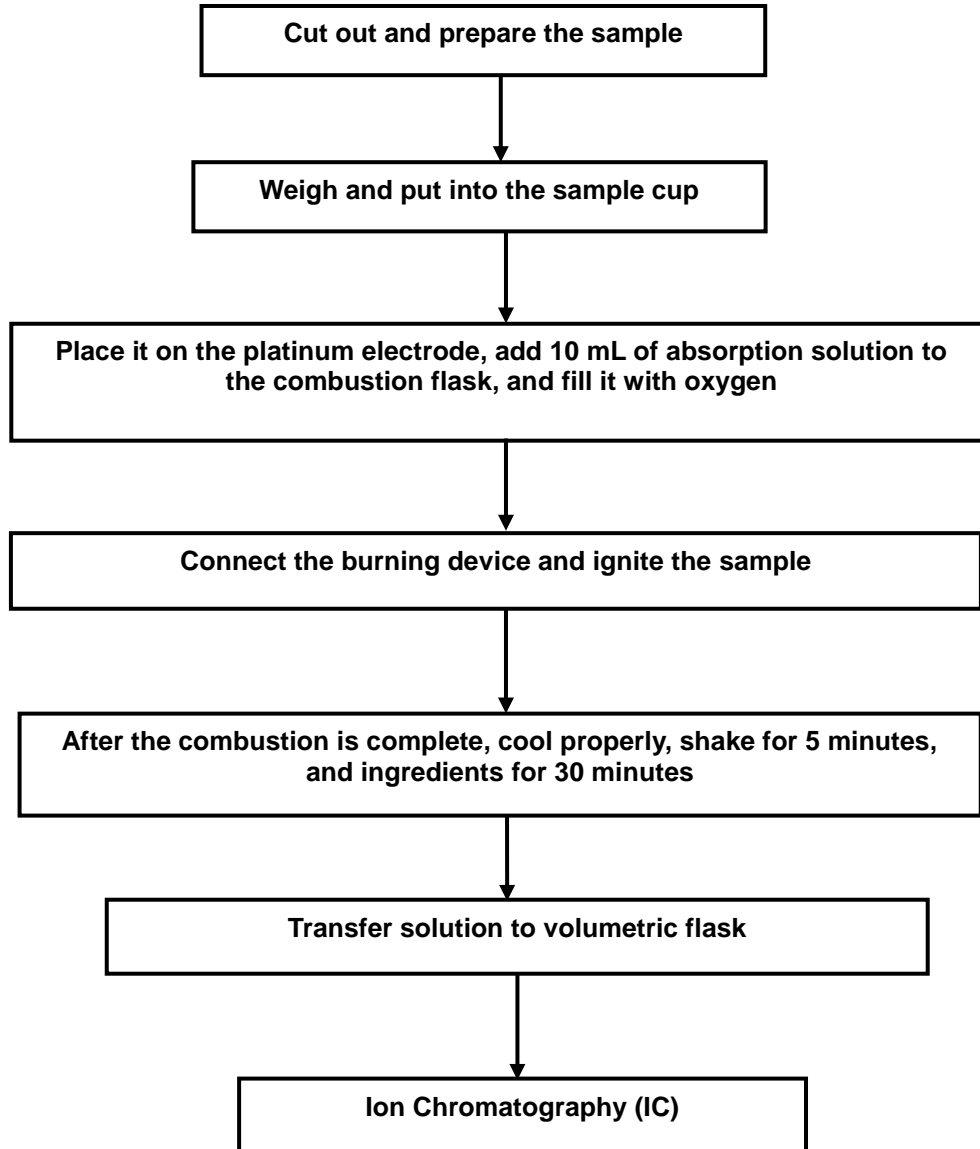 Cut out and prepare the sample
Weigh and put into the sample cup
Place it on the platinum electrode, add 10 mL of absorption solution to
the combustion flask, and fill it with oxygen
Connect the burning device and ignite the sample
After the combustion is complete, cool properly, shake for 5 minutes,
and ingredients for 30 minutes
Transfer solution to volumetric flask
Ion Chromatography (IC)